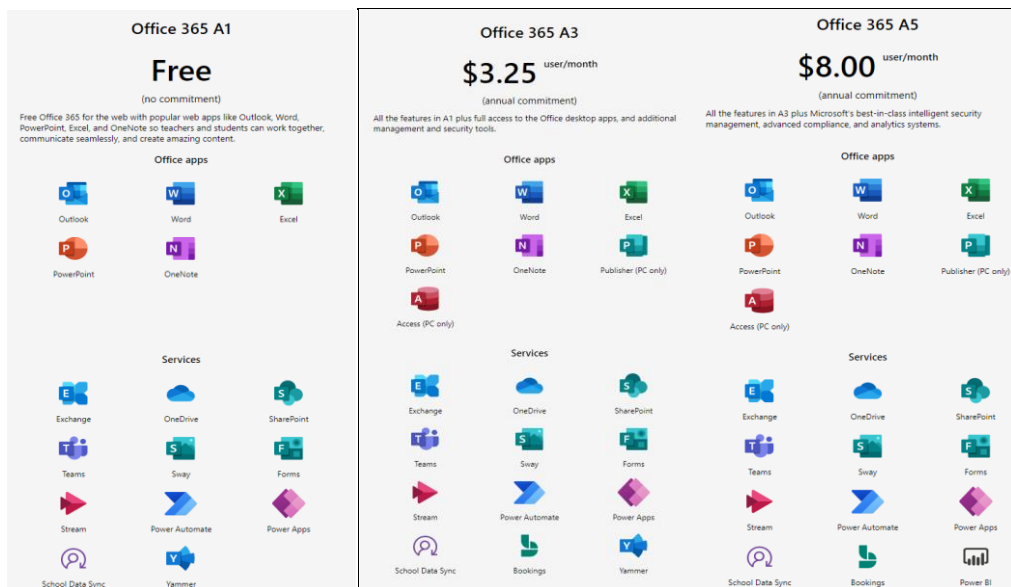 Office 365 A1
Free
(no commitment)
Free Office 365 for the web with popular web apps like Outlook, Word,
PowerPoint, Excel, and OneNote so teachers and students can work together,
communicate seamlessly, and create amazing content.
Office apps
Outlook
Word
Excel
PowerPoint
OneNote
Services
Exchange
OneDrive
SharePoint
Teams
Sway
Forms
Stream
Power Automate
Power Apps
School Data Sync
Yammer
Office 365 A3
$3.25 user/month
(annual commitment)
All the features in A1 plus full access to the Office desktop apps, and additional
management and security tools.
Office apps
Outlook
Word
Excel
PowerPoint
OneNote
Publisher (PC only)
Access (PC only)
Services
Exchange
OneDrive
SharePoint
Teams
Sway
Forms
Stream
Power Automate
Power Apps
School Data Sync
Bookings
Yammer
Office 365 A5
$8.00 user/month
(annual commitment)
All the features in A3 plus Microsoft's best-in-class intelligent security
management, advanced compliance, and analytics systems.
Office apps
Outlook
Word
Excel
PowerPoint
OneNote
Publisher (PC only)
Access (PC only)
Services
Exchange
OneDrive
SharePoint
Teams
Sway
Forms
Stream
Power Automate
Power Apps
School Data Sync
Bookings
Power BI